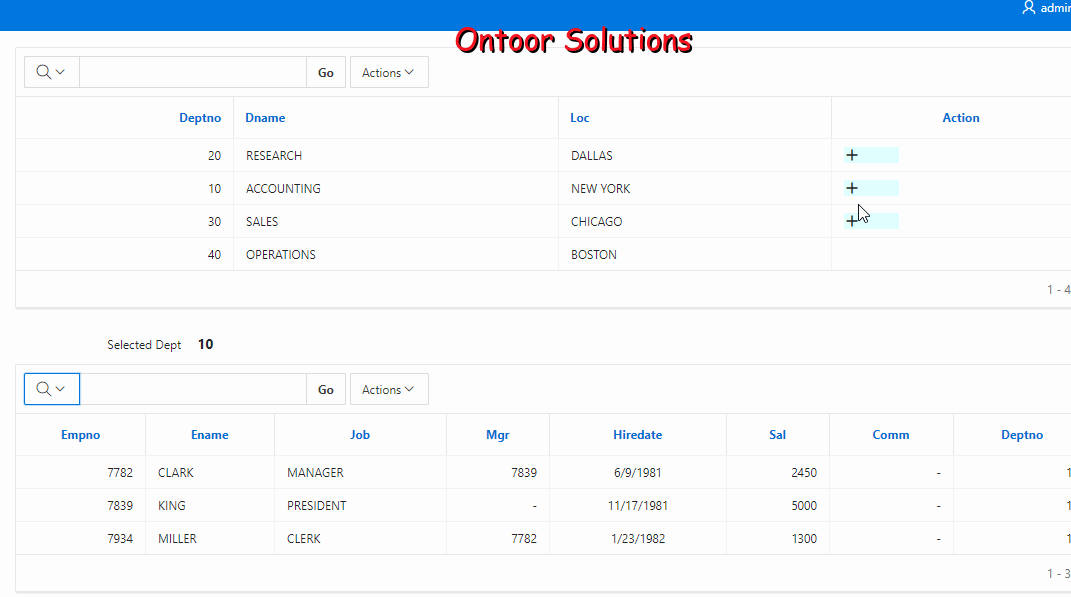 admin
Ontoor Solutions
Go Actions
Deptno Dname Loc Action
20 RESEARCH DALLAS +
10 ACCOUNTING NEW YORK +
30 SALES CHICAGO +
40 OPERATIONS BOSTON
1 - 4
Selected Dept 10
Go Actions
Empno Ename Job Mgr Hiredate Sal Comm Deptno
7782 CLARK MANAGER 7839 6/9/1981 2450 - 1
7839 KING PRESIDENT - 11/17/1981 5000 - 1
7934 MILLER CLERK 7782 1/23/1982 1300 - 1
1 - 3